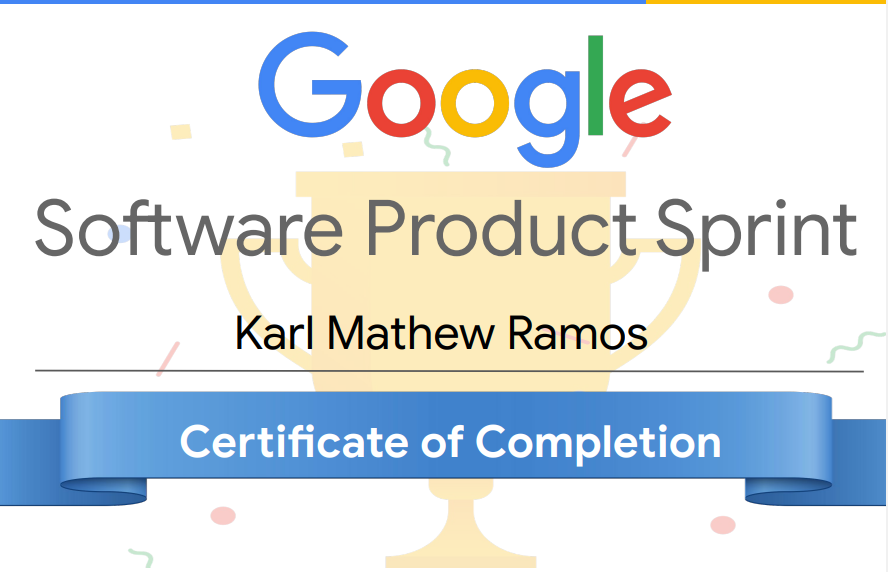 Google
Software Product Sprint
Karl Mathew Ramos
Certificate of Completion